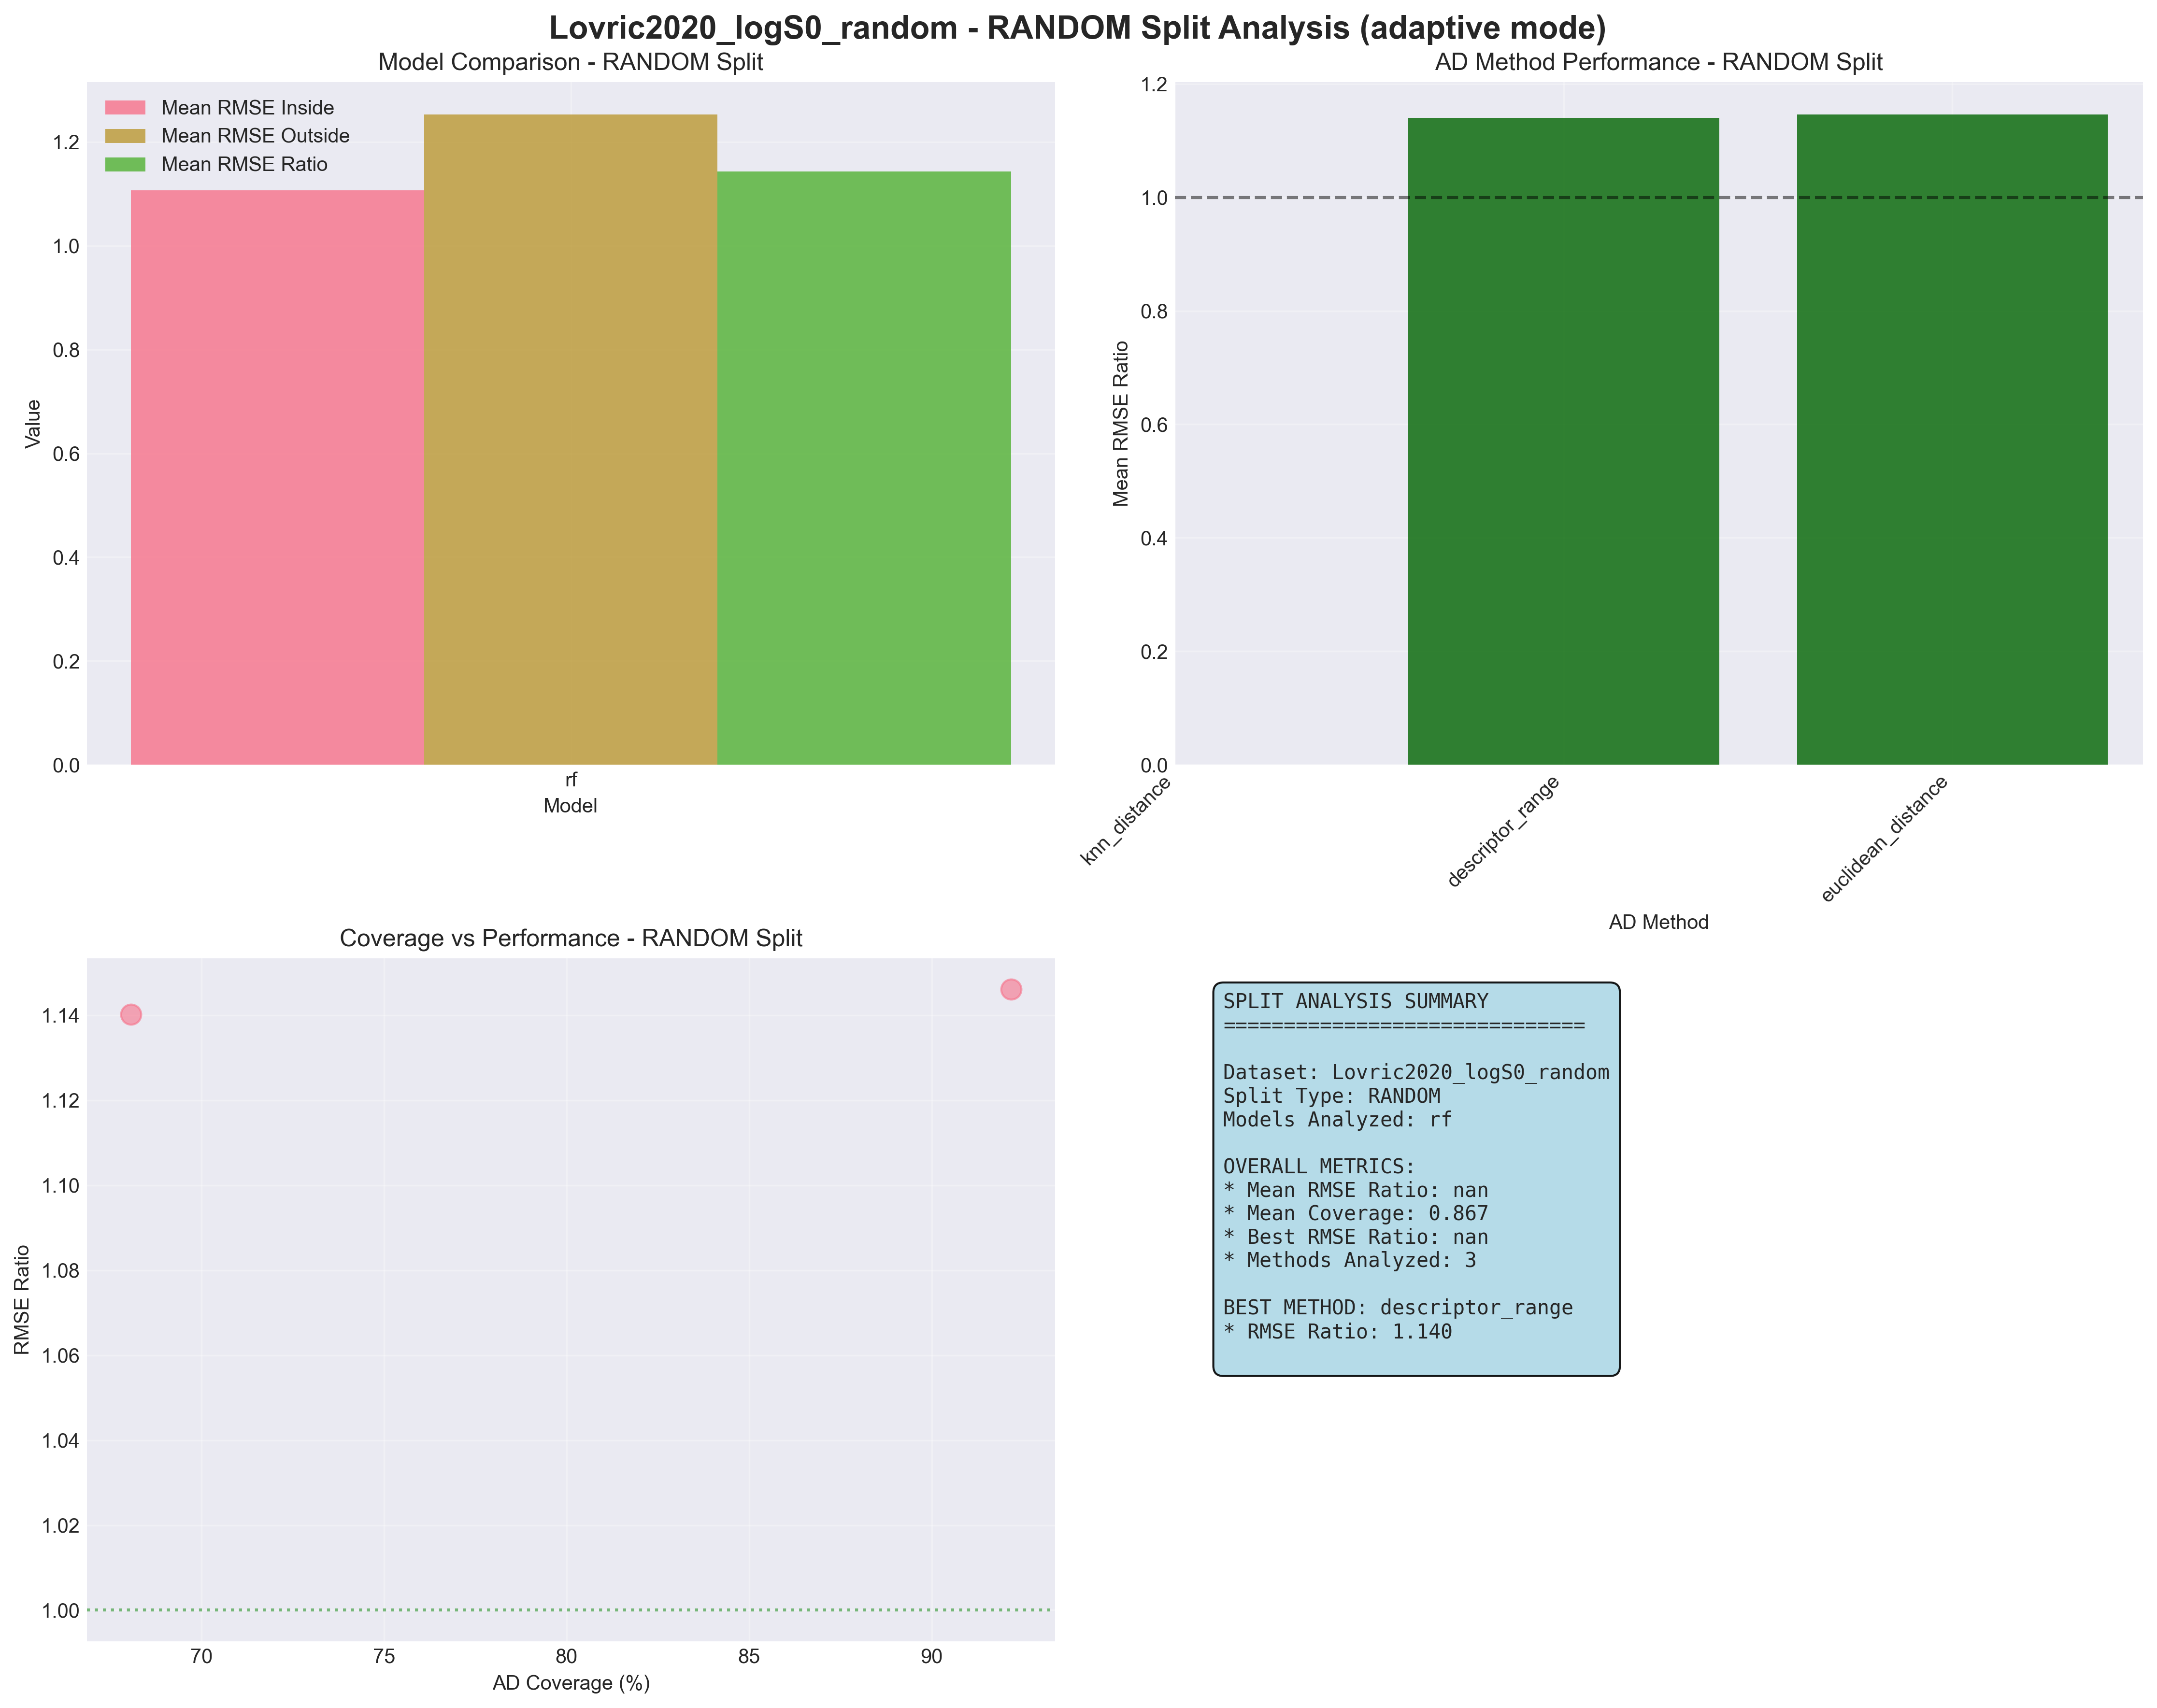 Lovric2020_logS0_random - RANDOM Split Analysis (adaptive mode)
Model Comparison - RANDOM Split
Mean RMSE Inside
Mean RMSE Outside
Mean RMSE Ratio
Value
1.2
1.0
0.8
0.6
0.4
0.2
0.0
rf
Model
AD Method Performance - RANDOM Split
Mean RMSE Ratio
1.2
1.0
0.8
0.6
0.4
0.2
0.0
knn_distance
descriptor_range
euclidean_distance
AD Method
Coverage vs Performance - RANDOM Split
RMSE Ratio
1.14
1.12
1.10
1.08
1.06
1.04
1.02
1.00
70
75
80
85
90
AD Coverage (%)
SPLIT ANALYSIS SUMMARY
==============================
Dataset: Lovric2020_logS0_random
Split Type: RANDOM
Models Analyzed: rf
OVERALL METRICS:
* Mean RMSE Ratio: nan
* Mean Coverage: 0.867
* Best RMSE Ratio: nan
* Methods Analyzed: 3
BEST METHOD: descriptor_range
* RMSE Ratio: 1.140